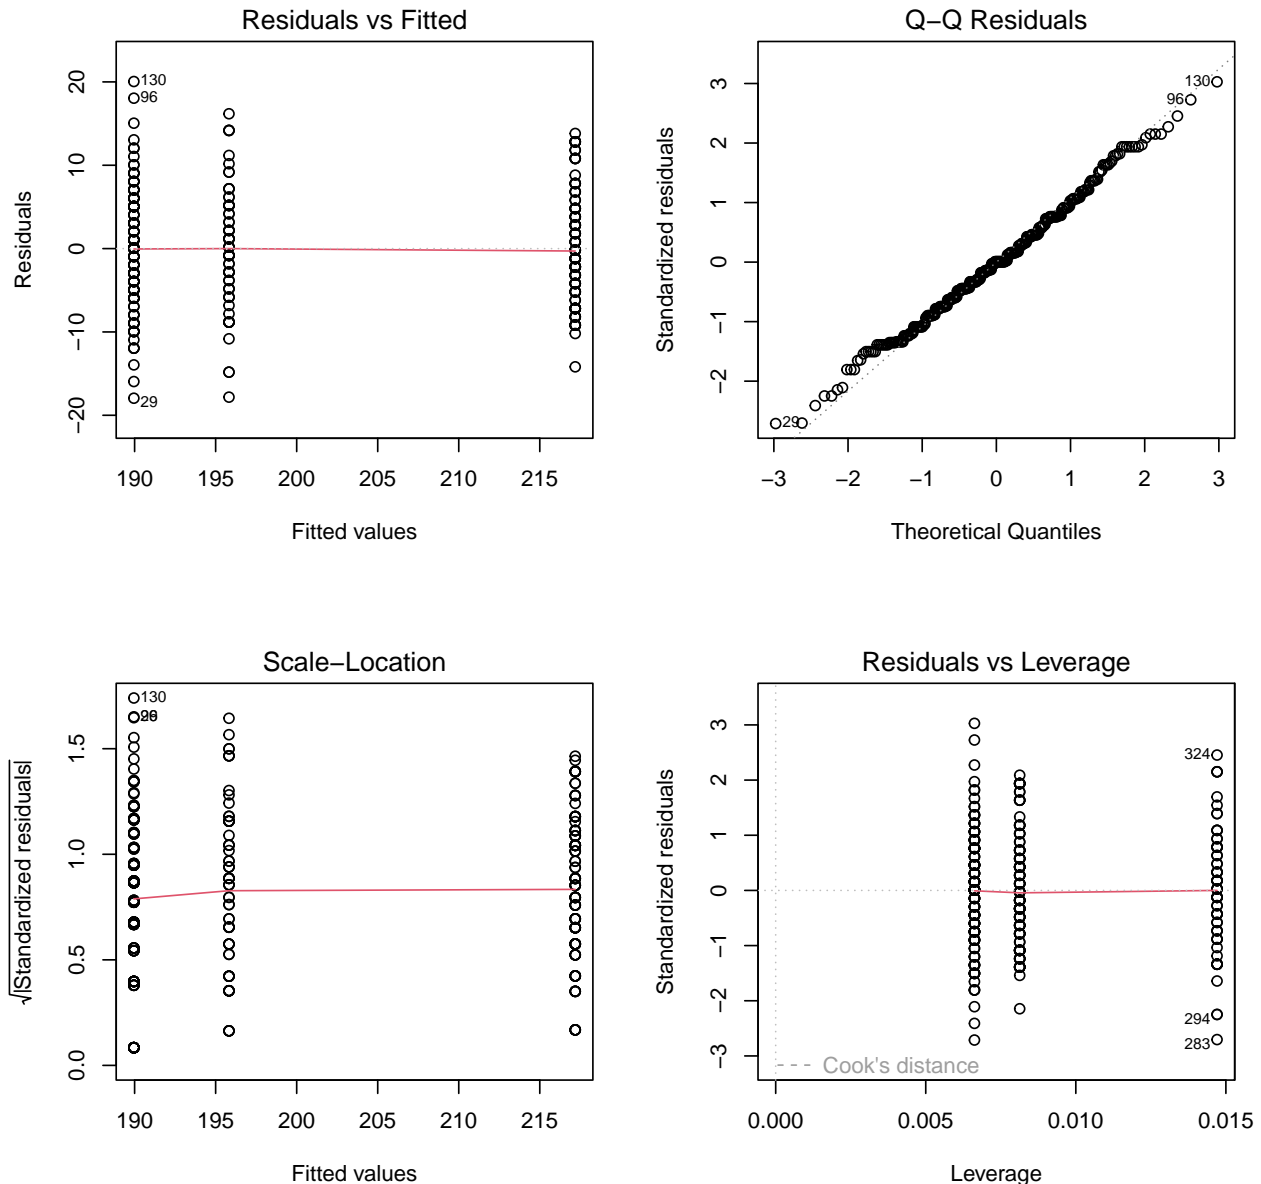 Residuals vs Fitted
Residuals
20
10
0
−10
−20
130
96
29
190 195 200 205 210 215
Fitted values
Q−Q Residuals
Standardized residuals
3
2
1
0
−1
−2
130
96
29
−3 −2 −1 0 1 2 3
Theoretical Quantiles
Scale−Location
√|Standardized residuals|
1.5
1.0
0.5
0.0
130
190 195 200 205 210 215
Fitted values
Residuals vs Leverage
Standardized residuals
3
2
1
0
−1
−2
−3
324
294
283
Cook's distance
0.000 0.005 0.010 0.015
Leverage